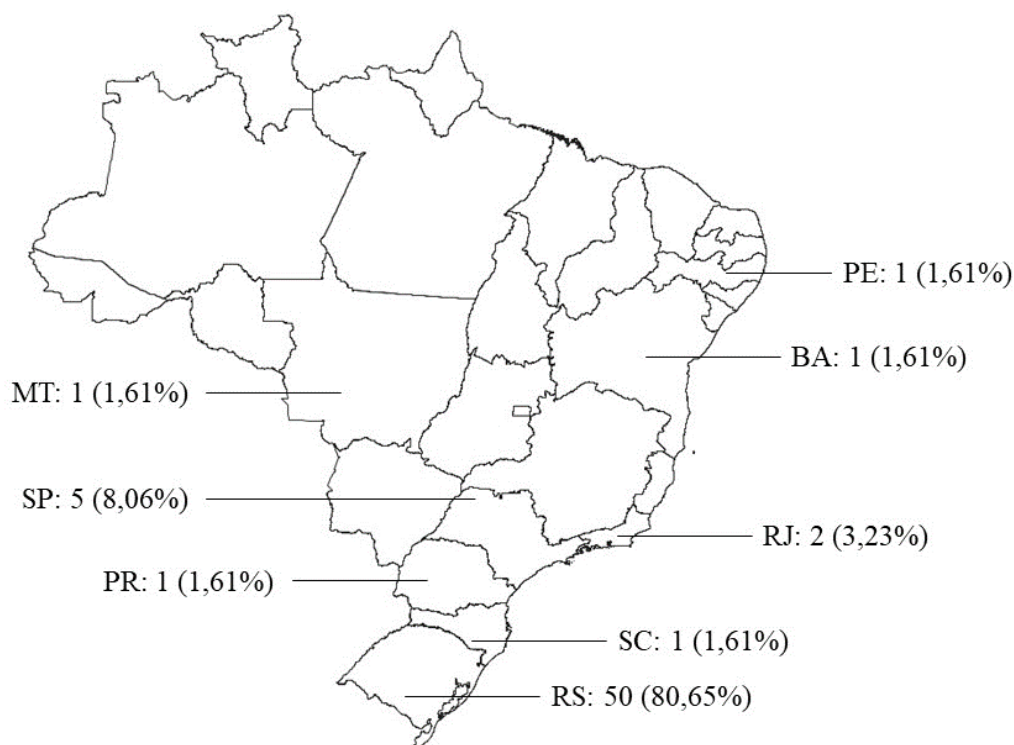 PE: 1 (1,61%)
BA: 1 (1,61%)
MT: 1 (1,61%)
SP: 5 (8,06%)
RJ: 2 (3,23%)
PR: 1 (1,61%)
SC: 1 (1,61%)
RS: 50 (80,65%)